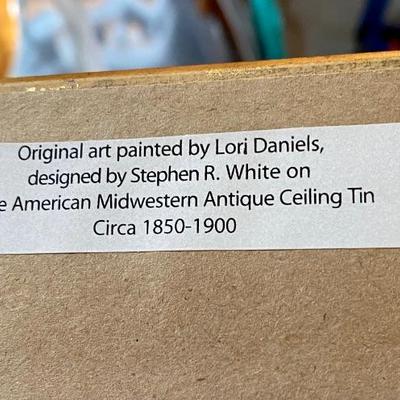 Original art painted by Lori Daniels,
designed by Stephen R. White on
American Midwestern Antique Ceiling Tin
Circa 1850-1900